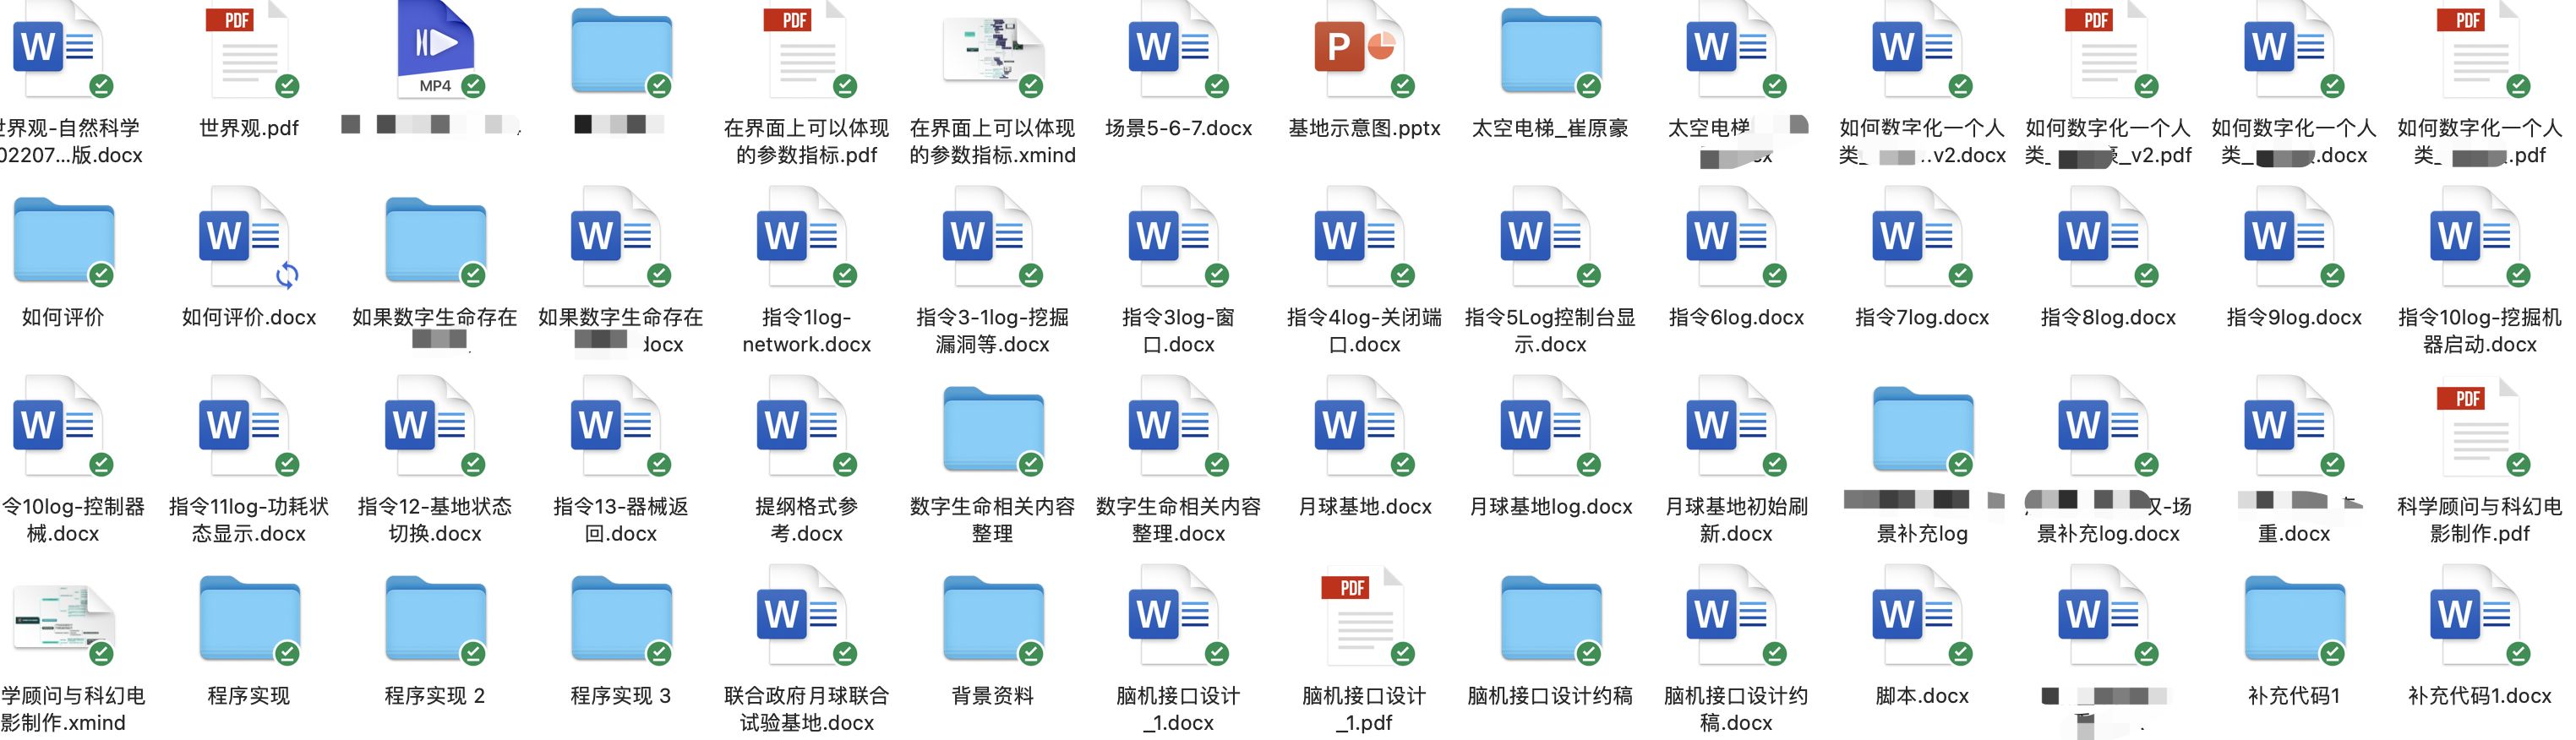 PDF
MP4
PDF
PDF
PDF
世界观-自然科学
02207...版.docx
世界观.pdf
在界面上可以体现
的参数指标.pdf
在界面上可以体现
的参数指标.xmind
场景5-6-7.docx
基地示意图.pptx
太空电梯_崔原豪
太空电梯
如何数字化一个人
类_ ..v2.docx
如何数字化一个人
类_ _v2.pdf
如何数字化一个人
类_ .docx
如何数字化一个人
类_ .pdf
如何评价
如何评价.docx
如果数字生命存在
如果数字生命存在
docx
指令1log-
network.docx
指令3-1log-挖掘
漏洞等.docx
指令3log-窗
口.docx
指令4log-关闭端
口.docx
指令5Log控制台显
示.docx
指令6log.docx
指令7log.docx
指令8log.docx
指令9log.docx
指令10log-挖掘机
器启动.docx
PDF
令10log-控制器
械.docx
指令11log-功耗状
态显示.docx
指令12-基地状态
切换.docx
指令13-器械返
回.docx
提纲格式参
考.docx
数字生命相关内容
整理
数字生命相关内容
整理.docx
月球基地.docx
月球基地log.docx
月球基地初始刷
新.docx
景补充log
-场
景补充log.docx
重.docx
科学顾问与科幻电
影制作.pdf
PDF
学顾问与科幻电
影制作.xmind
程序实现
程序实现 2
程序实现 3
联合政府月球联合
试验基地.docx
背景资料
脑机接口设计
_1.docx
脑机接口设计
_1.pdf
脑机接口设计约稿
脑机接口设计约
稿.docx
脚本.docx
补充代码1
补充代码1.docx